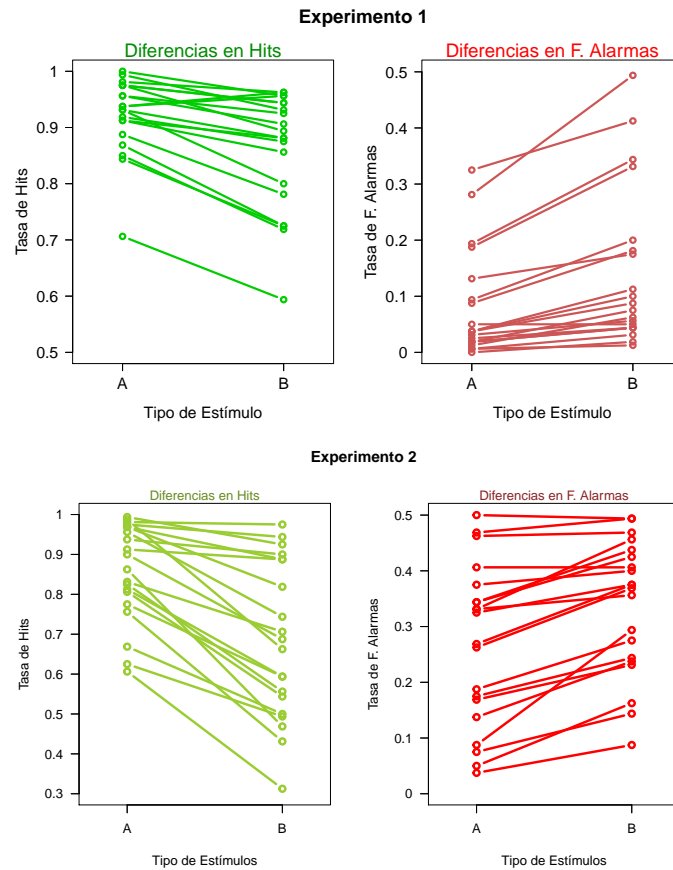 Experimento 1
Diferencias en Hits
Diferencias en F. Alarmas
Tasa de Hits
1
0.9
0.8
0.7
0.6
0.5
A
B
Tipo de Estímulo
Tasa de F. Alarmas
0.5
0.4
0.3
0.2
0.1
0
A
B
Tipo de Estímulo
Experimento 2
Diferencias en Hits
Diferencias en F. Alarmas
Tasa de Hits
1
0.9
0.8
0.7
0.6
0.5
0.4
0.3
A
B
Tipo de Estímulos
Tasa de F. Alarmas
0.5
0.4
0.3
0.2
0.1
0
A
B
Tipo de Estímulos